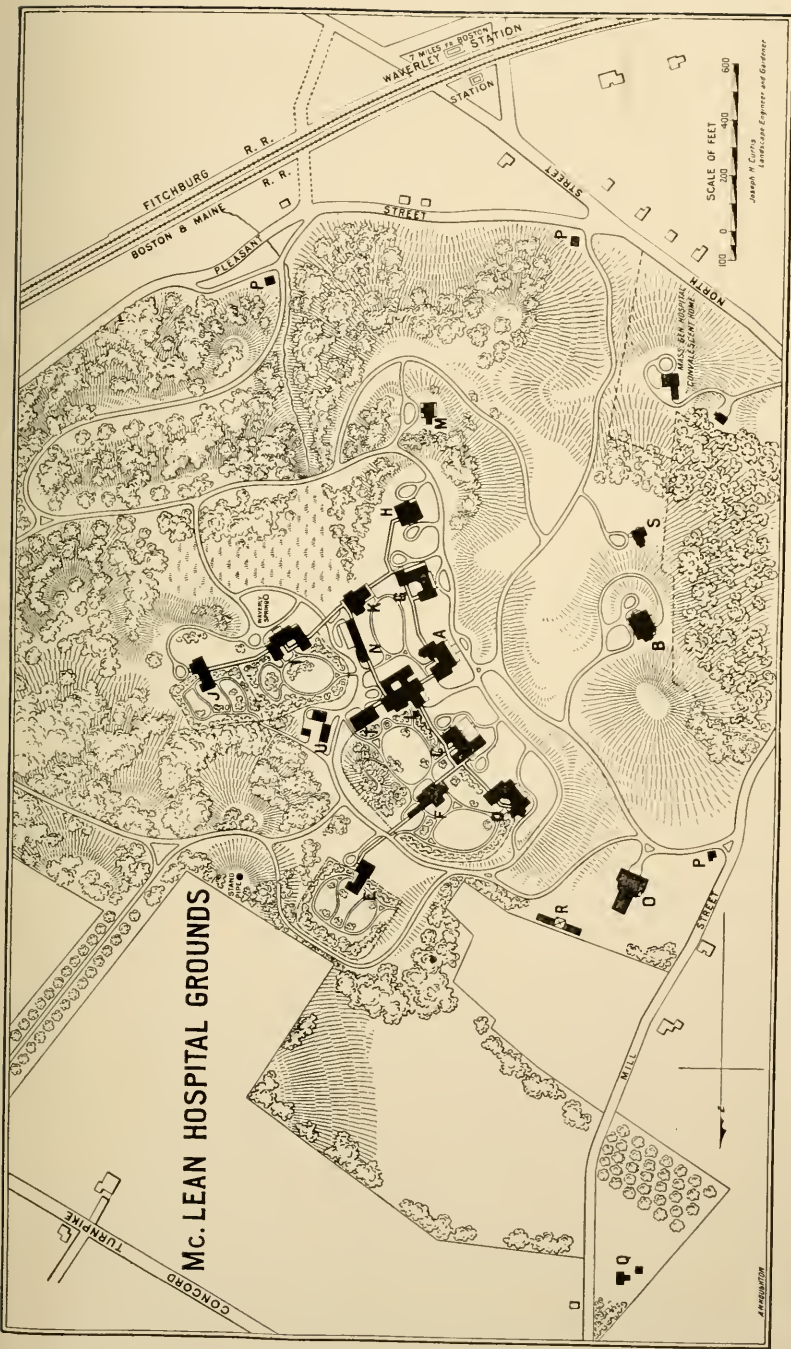 Mc. LEAN HOSPITAL GROUNDS
CONCORD
TURNPIKE
STAND PIPE
FITCHBURG R. R.
BOSTON & MAINE R. R.
7 MILES FR BOSTON
WAVERLEY STATION
STATION
PLEASANT
STREET
NORTH
STREET
MILL
STREET
WAVERLY SPRING
MASS. GEN. HOSPITAL
CONVALESCENT HOME.
P
P
P
M
H
G
K
N
A
J
U
T
L
F
E
R
O
B
S
Q
SCALE OF FEET
100 0 200 400 600
Joseph H Curtis
Landscape Engineer and Gardener
A.M. HOUGHTON